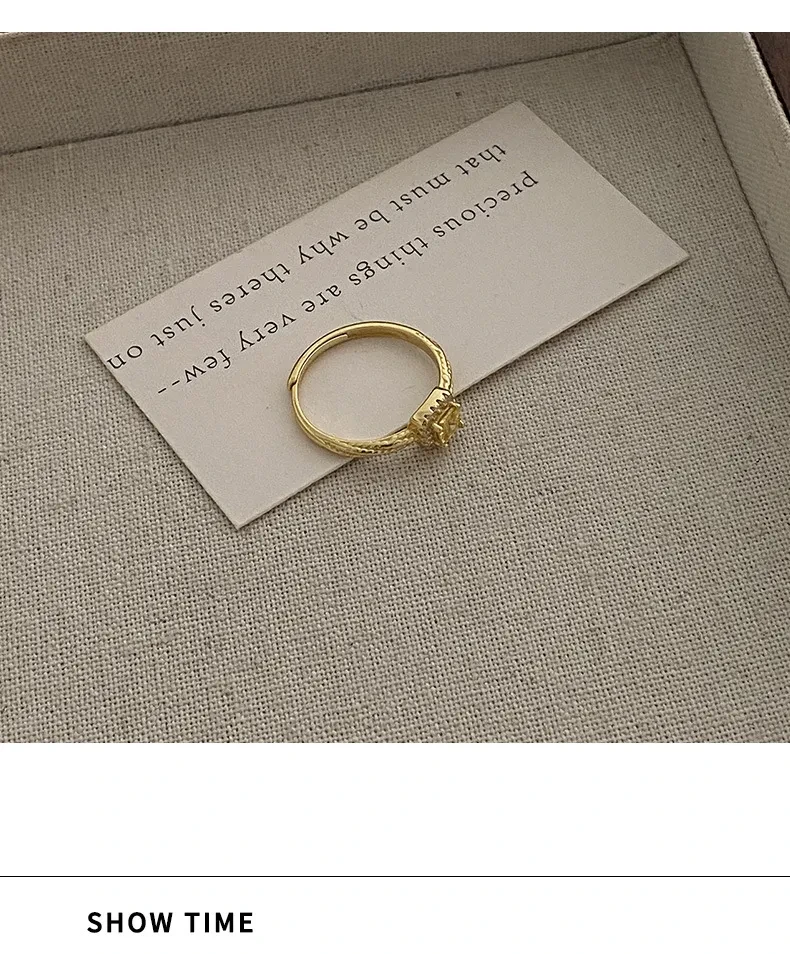 precious things are very few--
that must be why theres just on
SHOW TIME